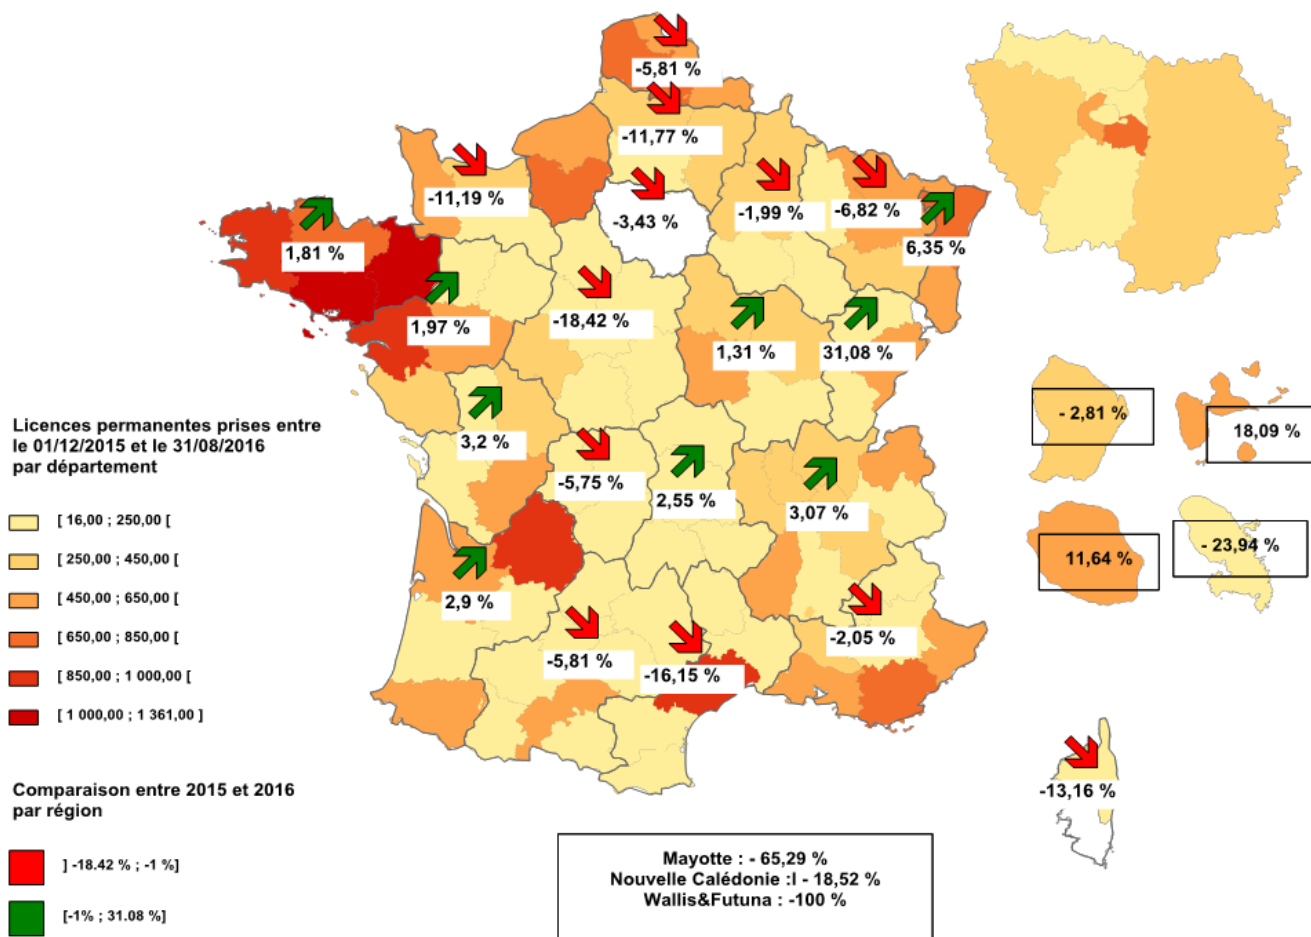 -5,81 %
-11,77 %
-11,19 %
-3,43 %
-1,99 %
-6,82 %
6,35 %
1,81 %
1,97 %
-18,42 %
1,31 %
31,08 %
3,2 %
-5,75 %
2,55 %
3,07 %
2,9 %
-5,81 %
-16,15 %
-2,05 %
- 2,81 %
18,09 %
11,64 %
- 23,94 %
-13,16 %
Licences permanentes prises entre
le 01/12/2015 et le 31/08/2016
par département
[ 16,00 ; 250,00 [
[ 250,00 ; 450,00 [
[ 450,00 ; 650,00 [
[ 650,00 ; 850,00 [
[ 850,00 ; 1 000,00 [
[ 1 000,00 ; 1 361,00 ]
Comparaison entre 2015 et 2016
par région
] -18.42 % ; -1 %]
[-1% ; 31.08 %]
Mayotte : - 65,29 %
Nouvelle Calédonie :l - 18,52 %
Wallis&Futuna : -100 %